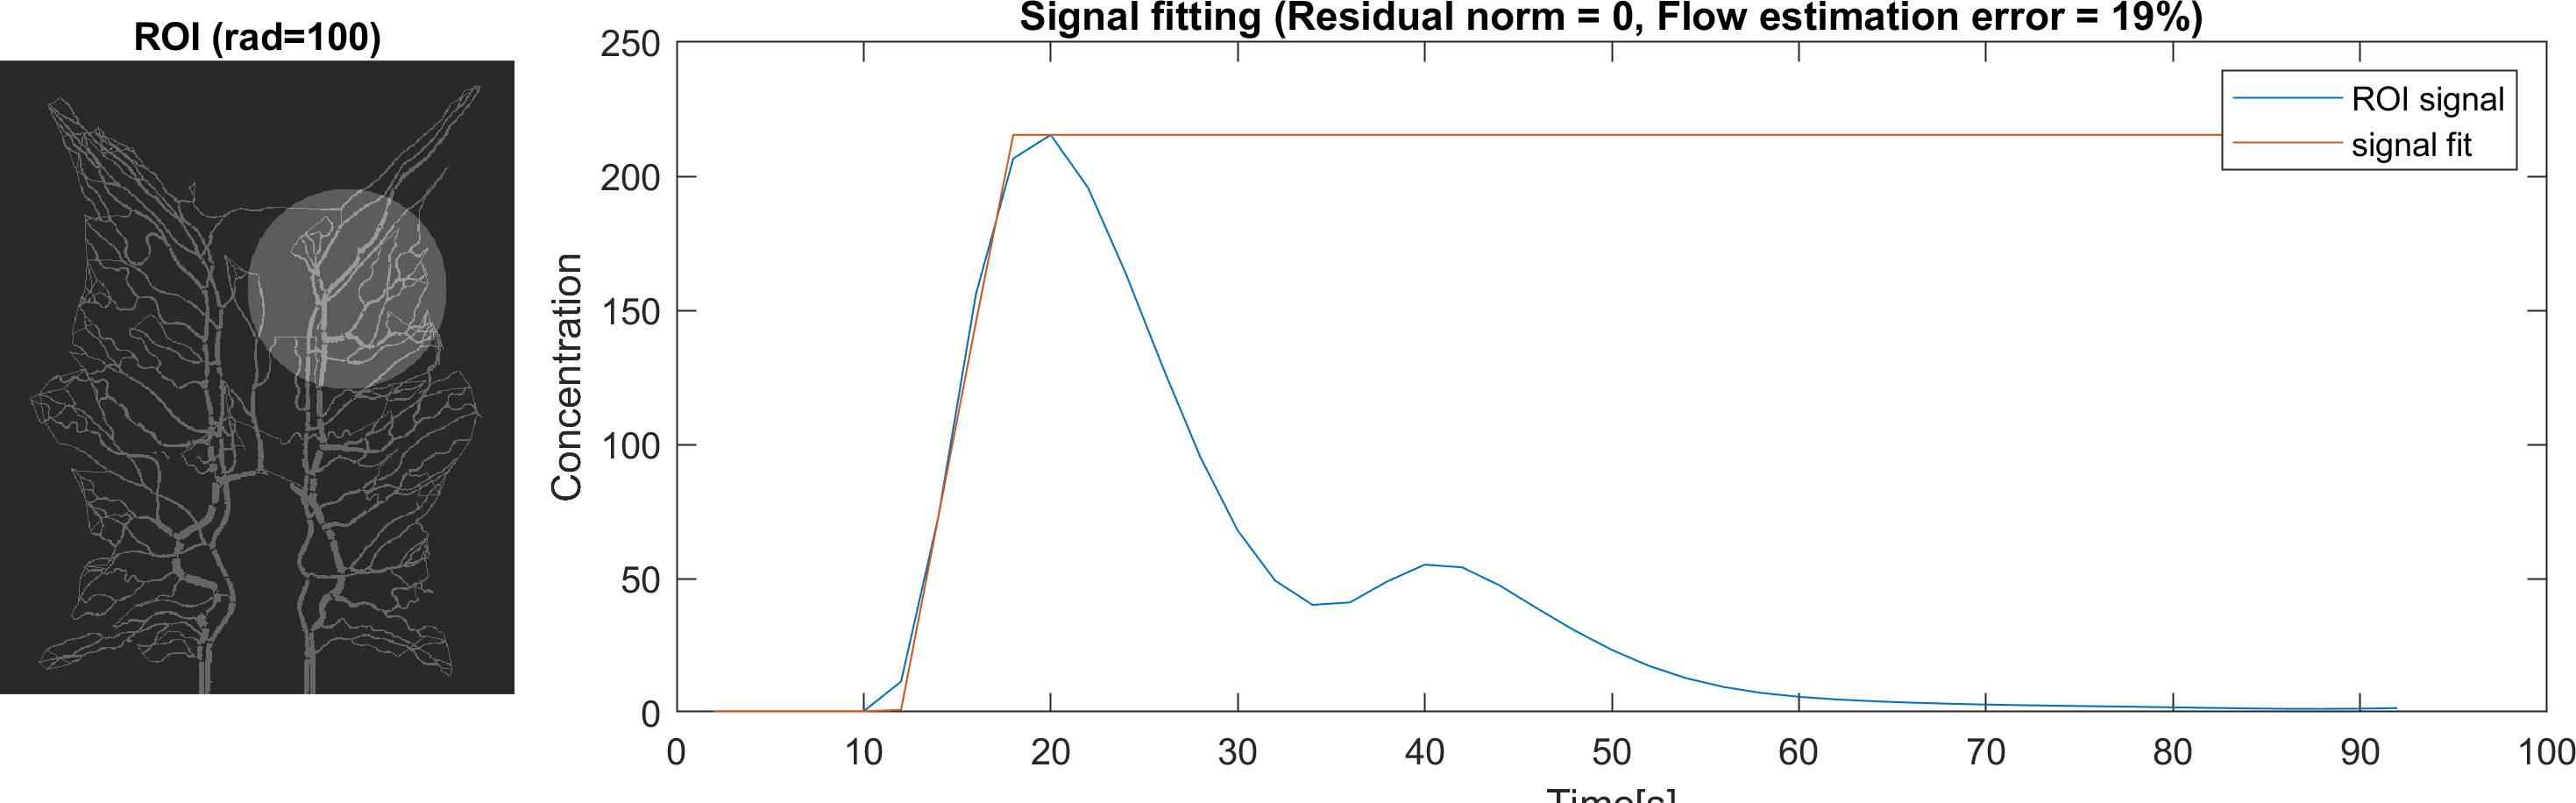 ROI (rad=100)
Signal fitting (Residual norm = 0, Flow estimation error = 19%)
250
200
150
100
50
0
Concentration
ROI signal
signal fit
0 10 20 30 40 50 60 70 80 90 100
Time[s]